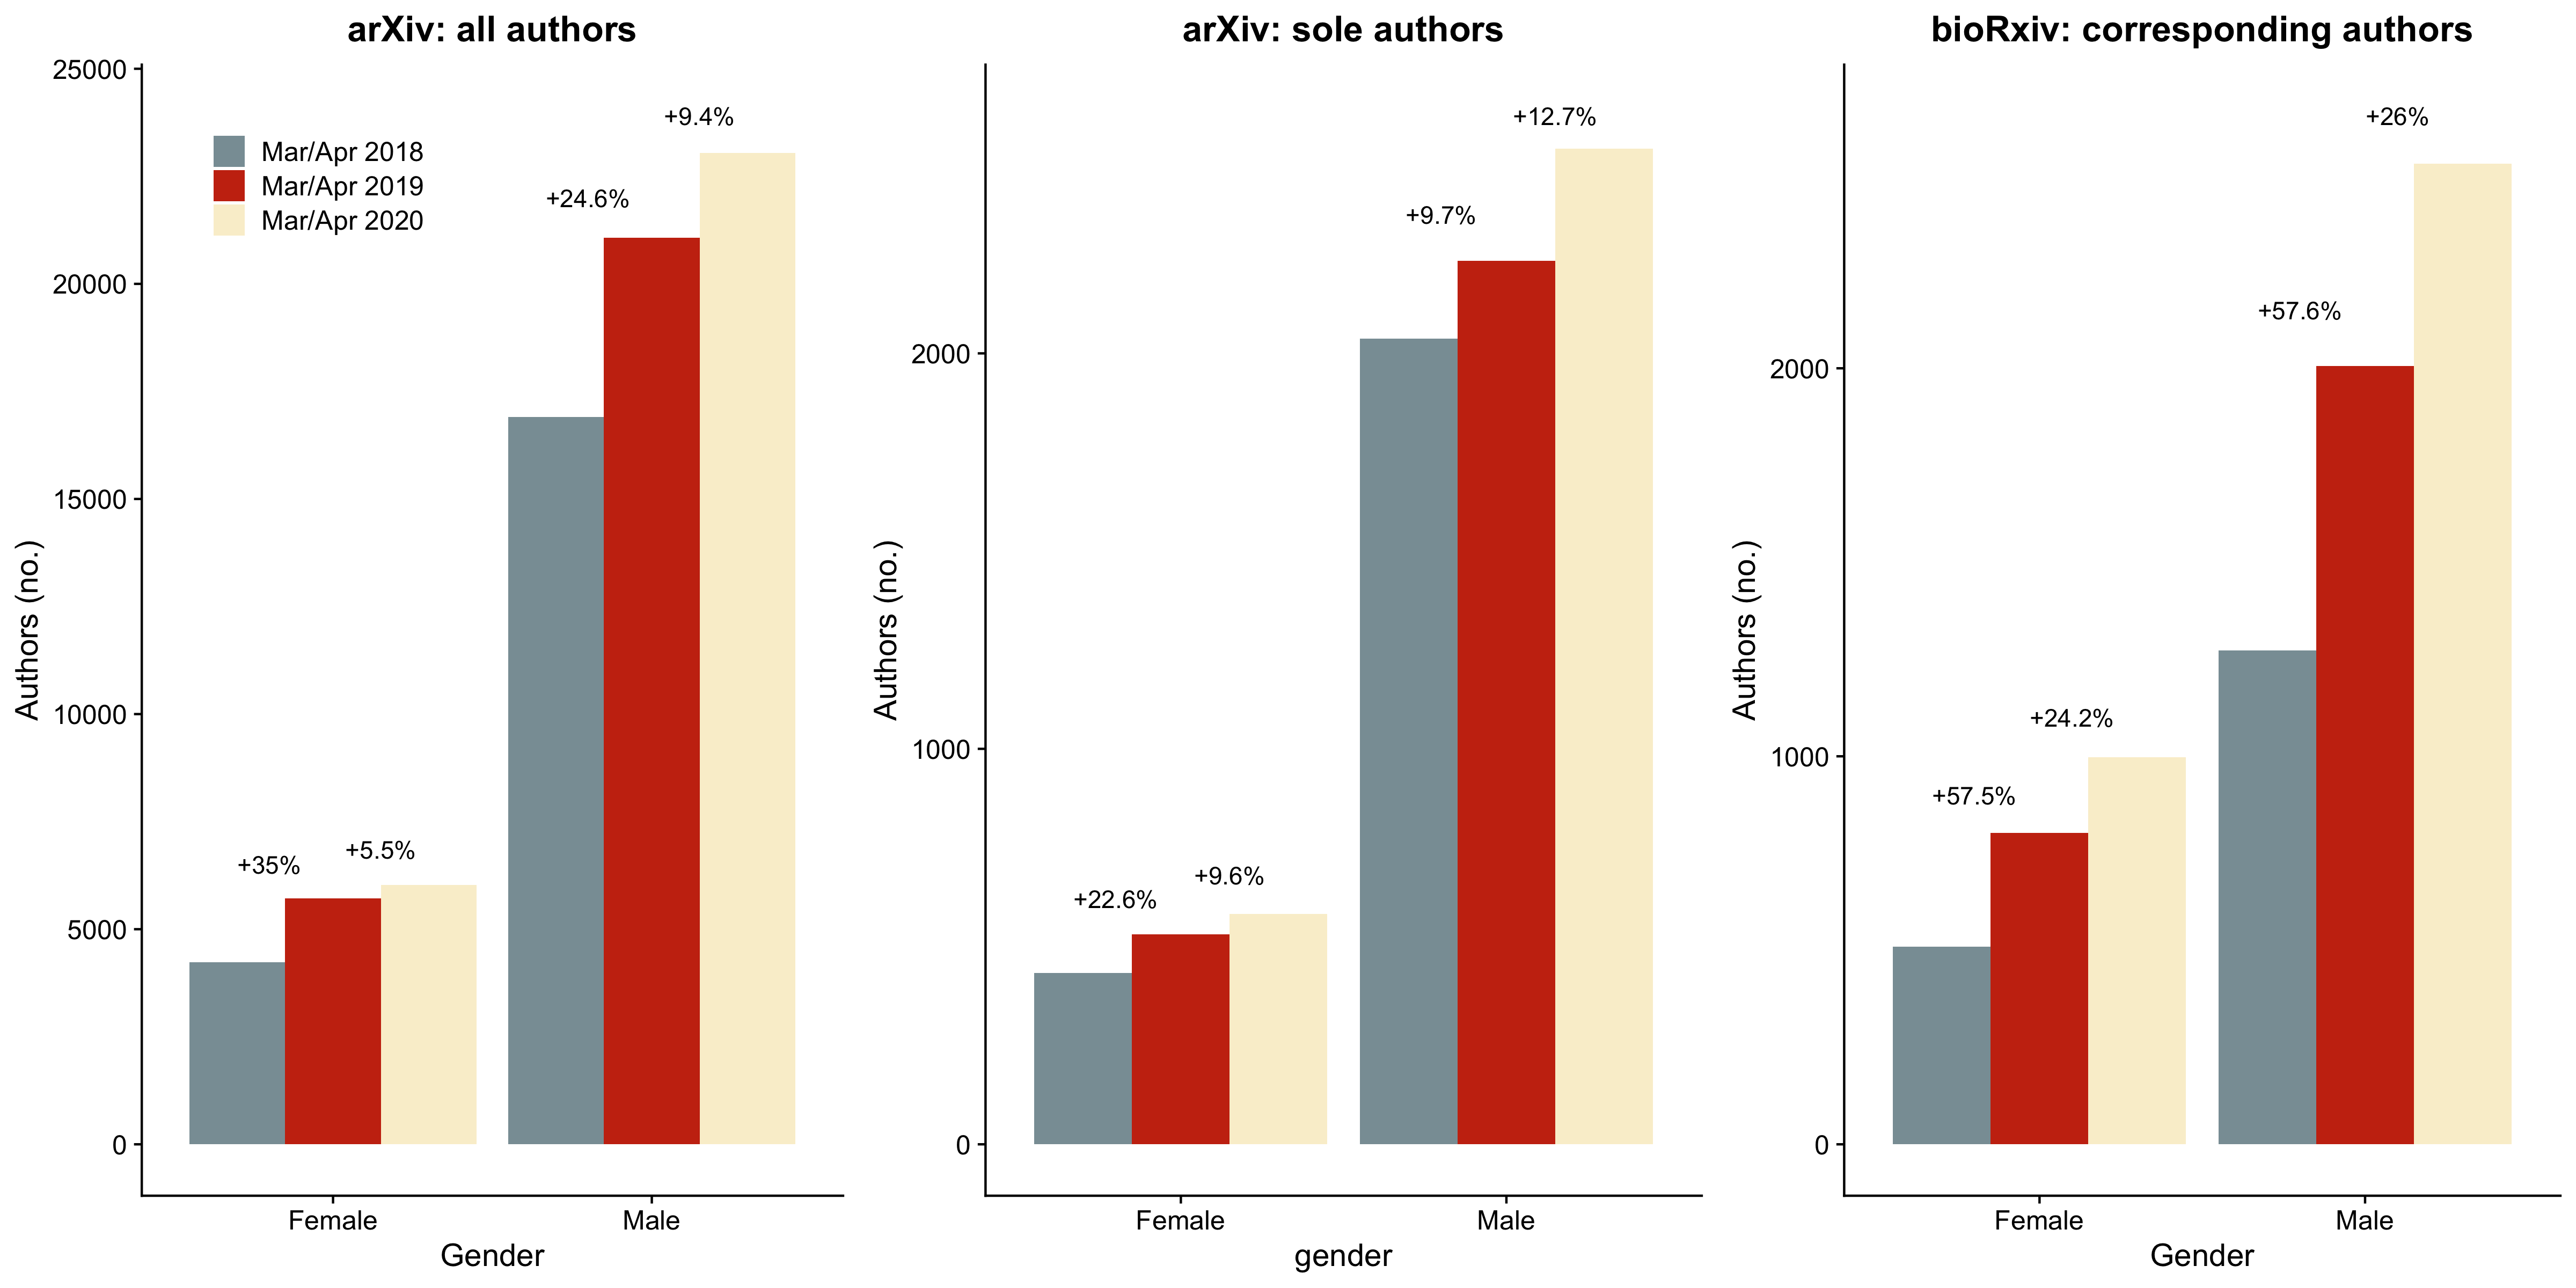 arXiv: all authors
25000
20000
15000
10000
5000
0
Authors (no.)
Mar/Apr 2018
Mar/Apr 2019
Mar/Apr 2020
+35%
+5.5%
+24.6%
+9.4%
Female
Male
Gender
arXiv: sole authors
2000
1000
0
Authors (no.)
+22.6%
+9.6%
+9.7%
+12.7%
Female
Male
gender
bioRxiv: corresponding authors
2000
1000
0
Authors (no.)
+57.5%
+24.2%
+57.6%
+26%
Female
Male
Gender